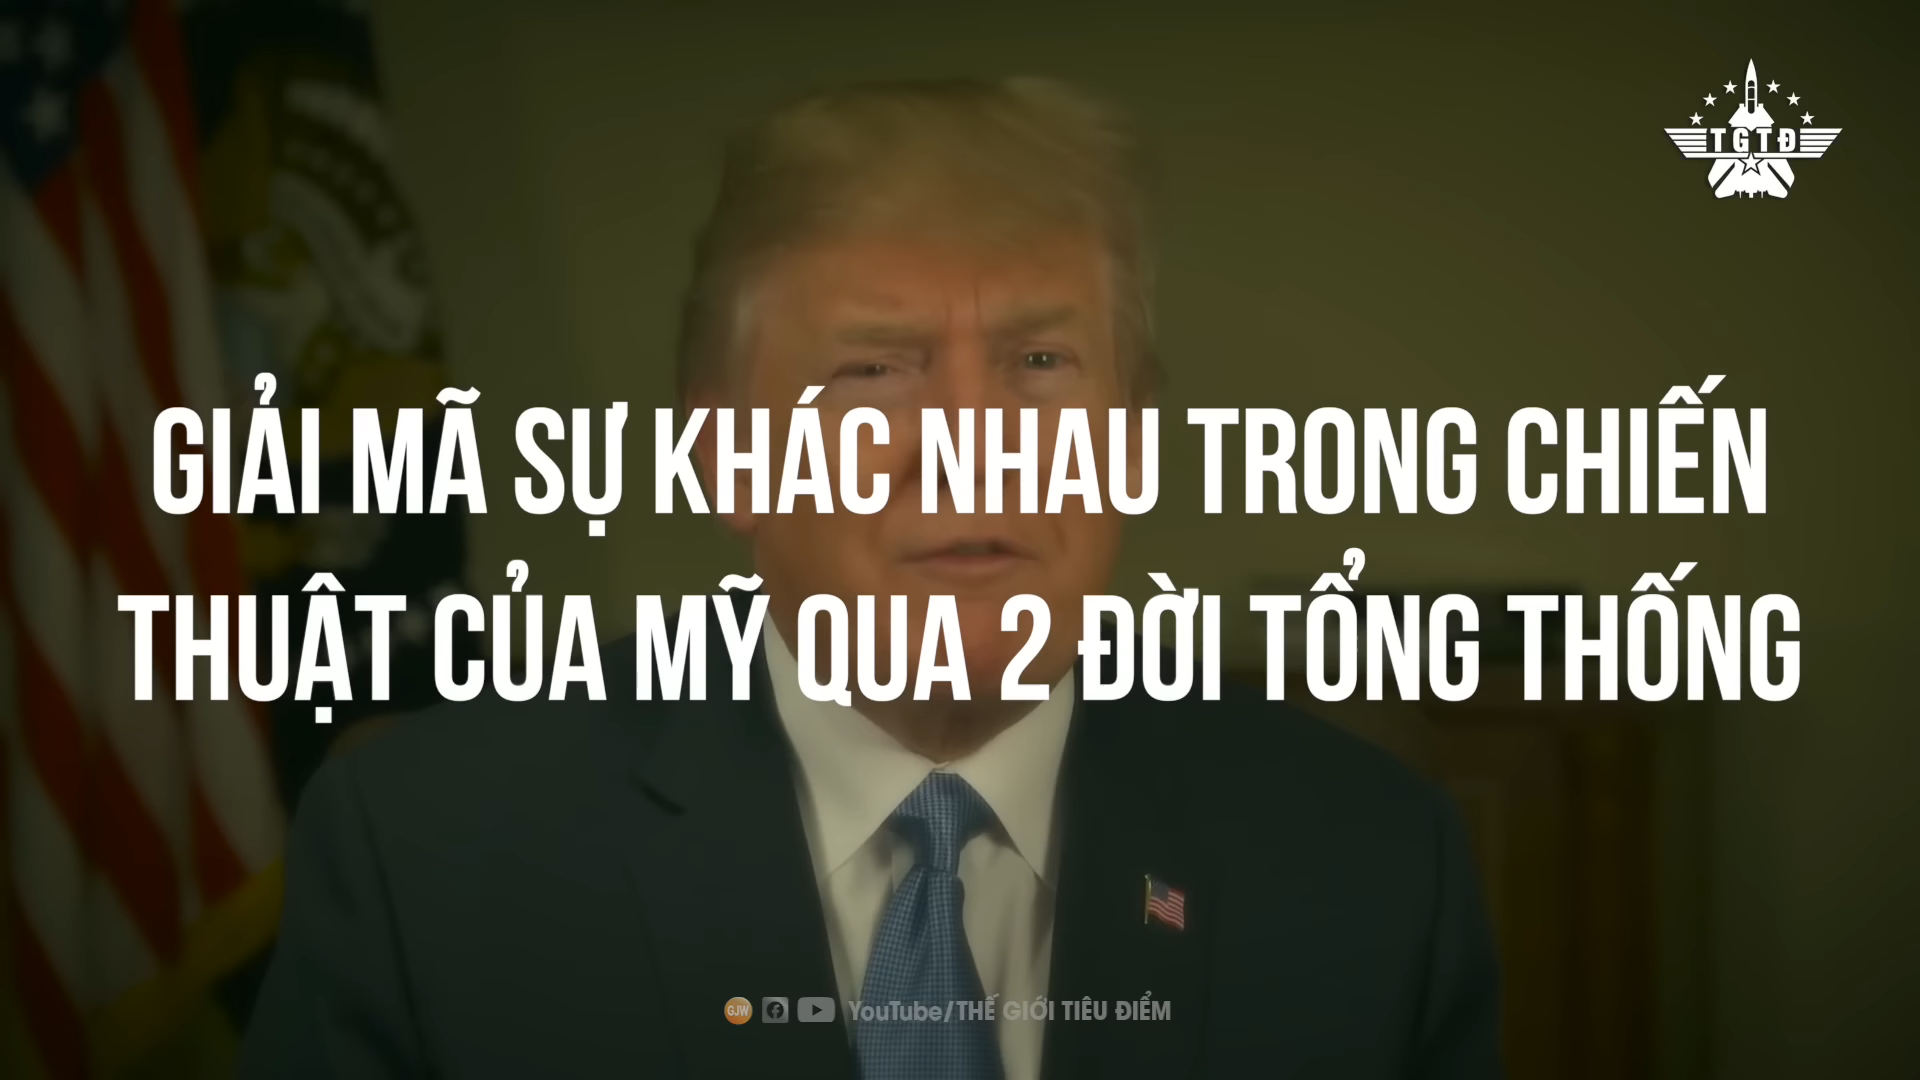 TGTĐ
GIẢI MÃ SỰ KHÁC NHAU TRONG CHIẾN
THUẬT CỦA MỸ QUA 2 ĐỜI TỔNG THỐNG
GJW YouTube/THẾ GIỚI TIÊU ĐIỂM